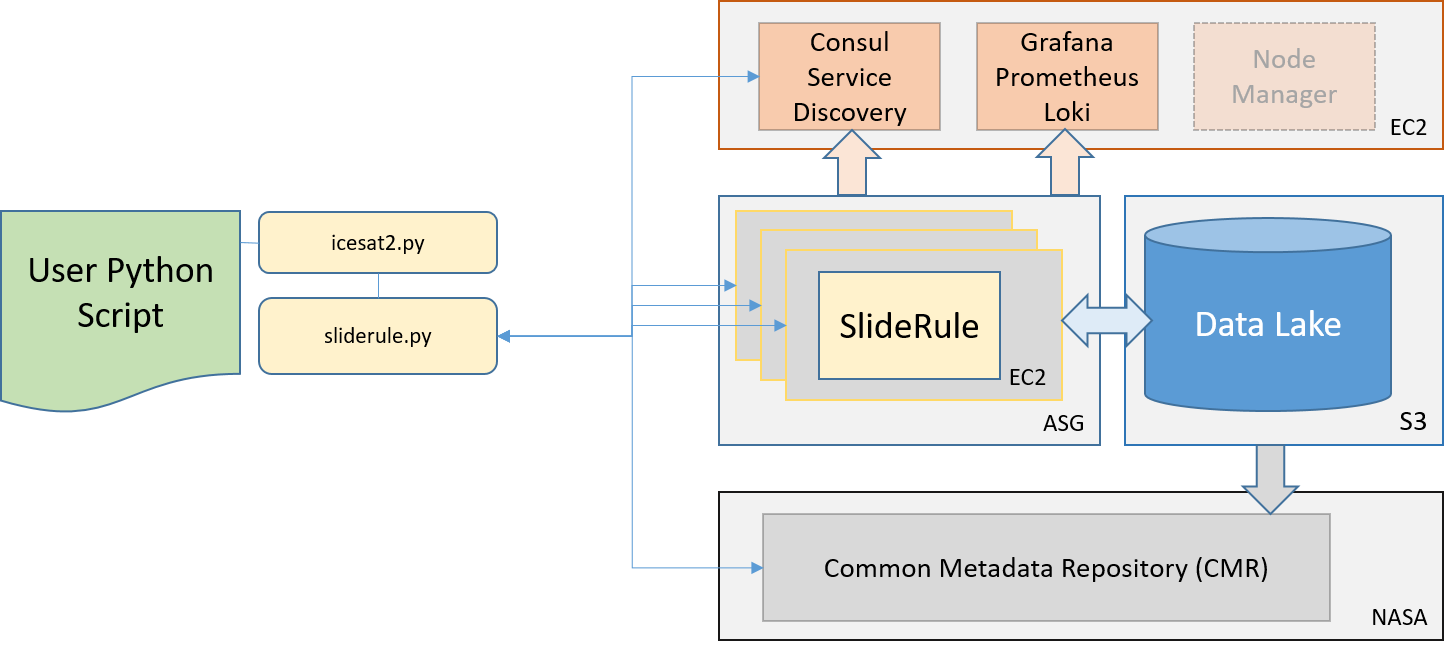 Consul
Service
Discovery
Grafana
Prometheus
Loki
Node
Manager
EC2
User Python
Script
icesat2.py
sliderule.py
SlideRule
EC2
ASG
Data Lake
S3
Common Metadata Repository (CMR)
NASA